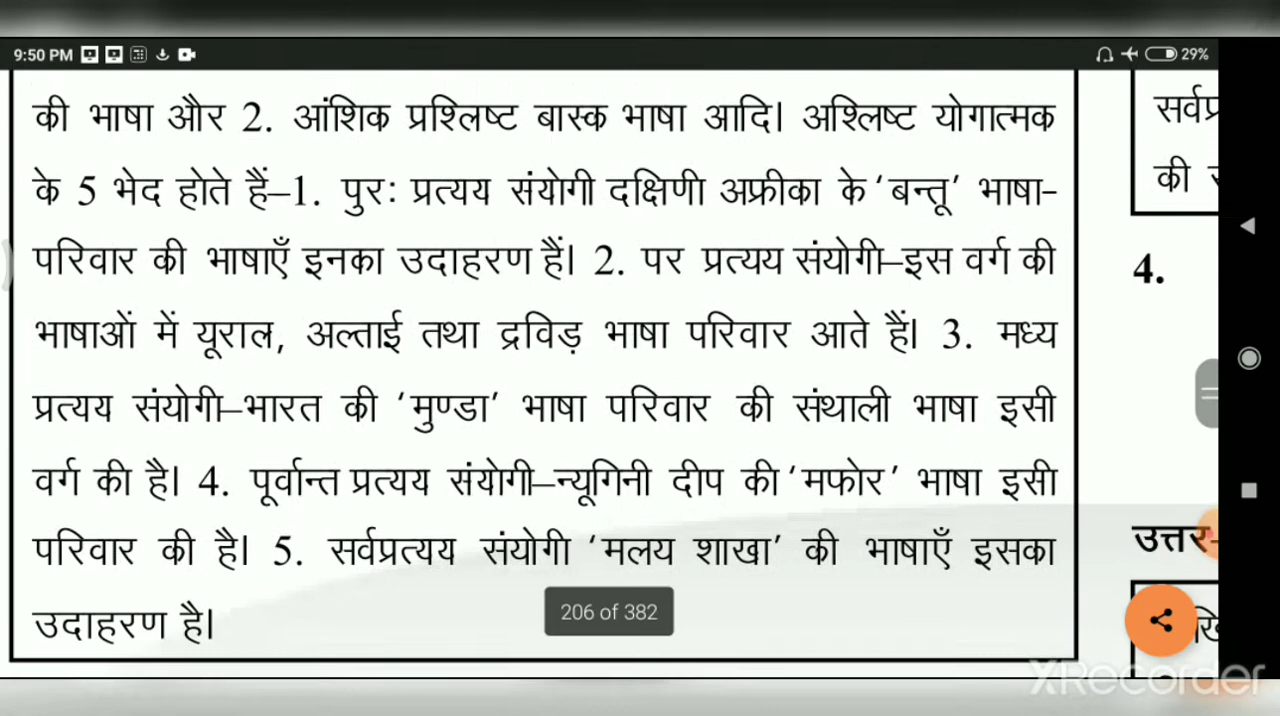 9:50 PM
29%
की भाषा और 2. आंशिक प्रश्लिष्ट बास्क भाषा आदि। अश्लिष्ट योगात्मक
के 5 भेद होते हैं–1. पुरः प्रत्यय संयोगी दक्षिणी अफ्रीका के 'बन्तू' भाषा-
परिवार की भाषाएँ इनका उदाहरण हैं। 2. पर प्रत्यय संयोगी–इस वर्ग की
भाषाओं में यूराल, अल्ताई तथा द्रविड़ भाषा परिवार आते हैं। 3. मध्य
प्रत्यय संयोगी–भारत की 'मुण्डा' भाषा परिवार की संथाली भाषा इसी
वर्ग की है। 4. पूर्वान्त प्रत्यय संयोगी–न्यूगिनी दीप की 'मफोर' भाषा इसी
परिवार की है। 5. सर्वप्रत्यय संयोगी 'मलय शाखा' की भाषाएँ इसका
उदाहरण है।
206 of 382
की
4.
उत्तर-
XRecorder